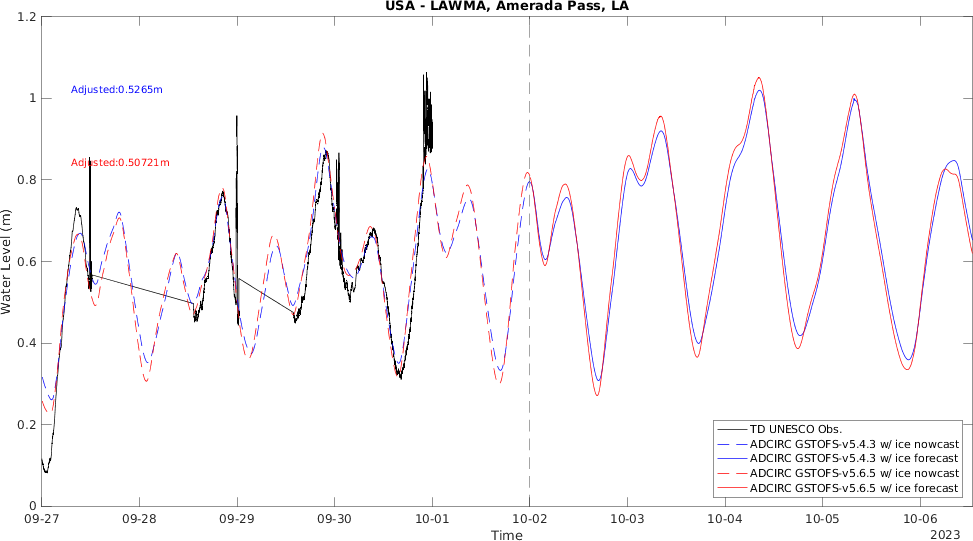 USA - LAWMA, Amerada Pass, LA
1.2
1
0.8
0.6
0.4
0.2
0
Water Level (m)
Adjusted:0.5265m
Adjusted:0.50721m
TD UNESCO Obs.
ADCIRC GSTOFS-v5.4.3 w/ ice nowcast
ADCIRC GSTOFS-v5.4.3 w/ ice forecast
ADCIRC GSTOFS-v5.6.5 w/ ice nowcast
ADCIRC GSTOFS-v5.6.5 w/ ice forecast
09-27 09-28 09-29 09-30 10-01 10-02 10-03 10-04 10-05 10-06
Time
2023